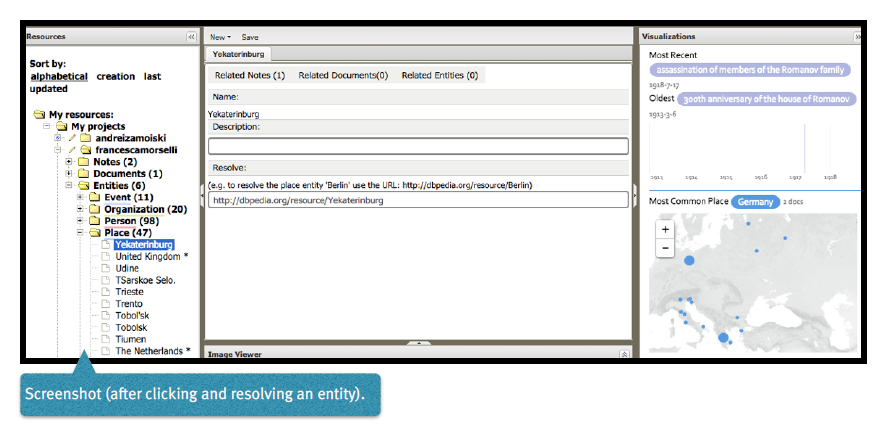 Resources
Sort by:
alphabetical creation last
updated
My resources:
My projects
andreizamoiski
francescamorselli
Notes (2)
Documents (1)
Entities (6)
Event (11)
Organization (20)
Person (98)
Place (47)
Yekaterinburg
United Kingdom *
Udine
TSarskoe Selo.
Trieste
Trento
Tobol'sk
Tobolsk
Tiumen
The Netherlands *
New Save
Yekaterinburg
Related Notes (1) Related Documents(0) Related Entities (0)
Name:
Yekaterinburg
Description:
Resolve:
(e.g. to resolve the place entity 'Berlin' use the URL: http://dbpedia.org/resource/Berlin)
http://dbpedia.org/resource/Yekaterinburg
Image Viewer
Visualizations
Most Recent
assassination of members of the Romanov family
1918-7-17
Oldest 300th anniversary of the house of Romanov
1913-3-6
1913 1914 1915 1916 1917 1918
Most Common Place Germany 2 docs
+
−
Screenshot (after clicking and resolving an entity).